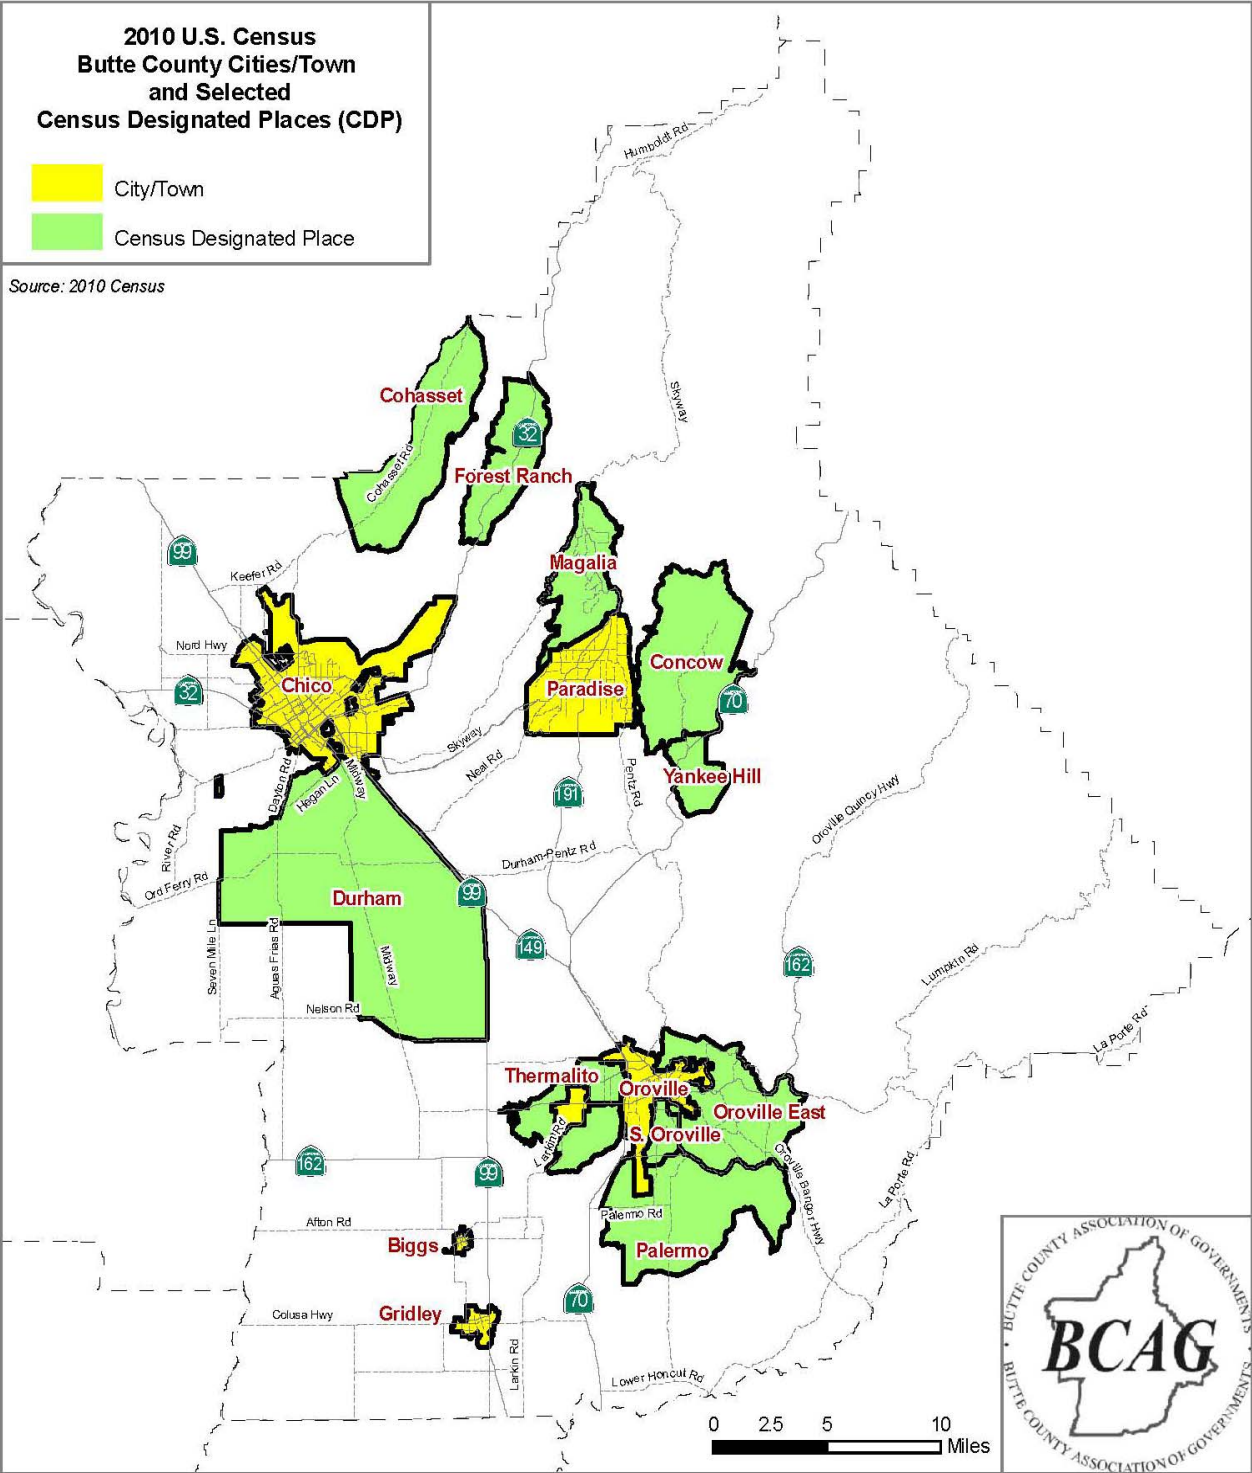 2010 U.S. Census
Butte County Cities/Town
and Selected
Census Designated Places (CDP)
City/Town
Census Designated Place
Source: 2010 Census
Humboldt Rd
Skyway
Cohasset
Cohasset Rd
32
Forest Ranch
99
Keefer Rd
Magalia
Nord Hwy
Chico
32
Paradise
Concow
70
Skyway
Neal Rd
Yankee Hill
Midway
Dayton Rd
Hegan Ln
191
Pentz Rd
Oroville Quincy Hwy
River Rd
Durham-Pentz Rd
Ord Ferry Rd
Durham
99
149
162
Seven Mile Ln
Aguas Frias Rd
Midway
Lumpkin Rd
Nelson Rd
La Porte Rd
Thermalito
Oroville
Oroville East
S. Oroville
Larkin Rd
162
99
Oroville Bangor Hwy
La Porte Rd
Afton Rd
Palermo Rd
Biggs
Palermo
Gridley
Colusa Hwy
70
Larkin Rd
Lower Honcut Rd
0 2.5 5 10
Miles
BUTTE COUNTY ASSOCIATION OF GOVERNMENTS
BCAG
BUTTE COUNTY ASSOCIATION OF GOVERNMENTS